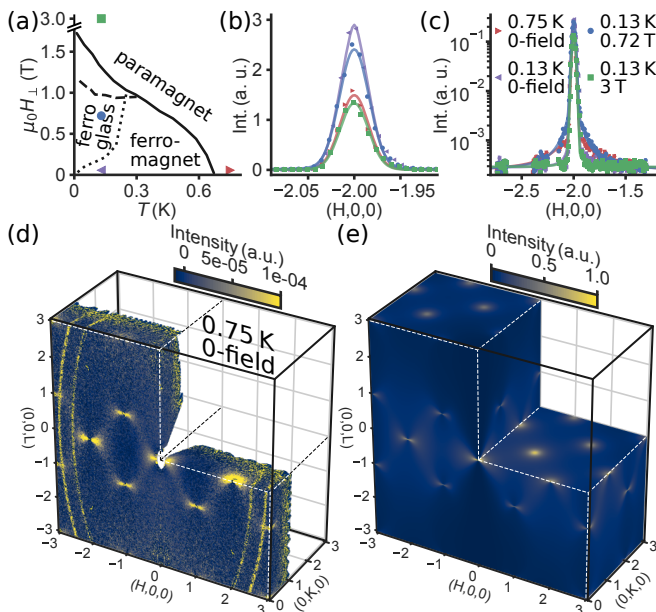 (a)
3.0
2.0
1.0
0
μ₀H⊥ (T)
paramagnet
ferro
glass
ferro-
magnet
0
0.3
0.6
T (K)
(b)
3
2
1
0
Int. (a. u.)
−2.05
−2.00
−1.95
(H,0,0)
(c)
10⁻¹
10⁻³
Int. (a. u.)
0.75 K
0-field
0.13 K
0.72 T
0.13 K
0-field
0.13 K
3 T
−2.5
−2.0
−1.5
(H,0,0)
(d)
Intensity (a.u.)
0
5e-05
1e-04
0.75 K
0-field
3
2
1
0
−1
−2
−3
(0,0,L)
−2
−1
0
1
2
3
(H,0,0)
0
1
2
3
(0,K,0)
(e)
Intensity (a.u.)
0
0.5
1.0
3
2
1
0
−1
−2
−3
(0,0,L)
−2
−1
0
1
2
3
(H,0,0)
0
1
2
3
(0,K,0)